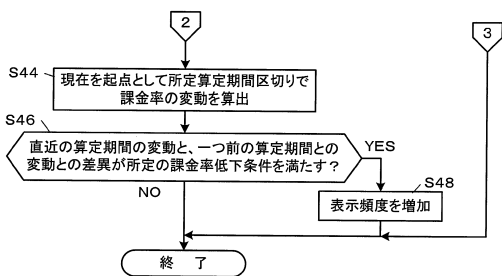 2
3
S44
現在を起点として所定算定期間区切りで
課金率の変動を算出
S46
直近の算定期間の変動と、一つ前の算定期間との
変動との差異が所定の課金率低下条件を満たす？
YES
NO
S48
表示頻度を増加
終 了